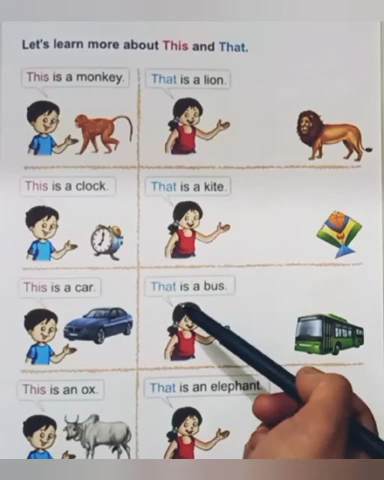 Let's learn more about This and That.
This is a monkey.
That is a lion.
This is a clock.
That is a kite.
This is a car.
That is a bus.
This is an ox.
That is an elephant